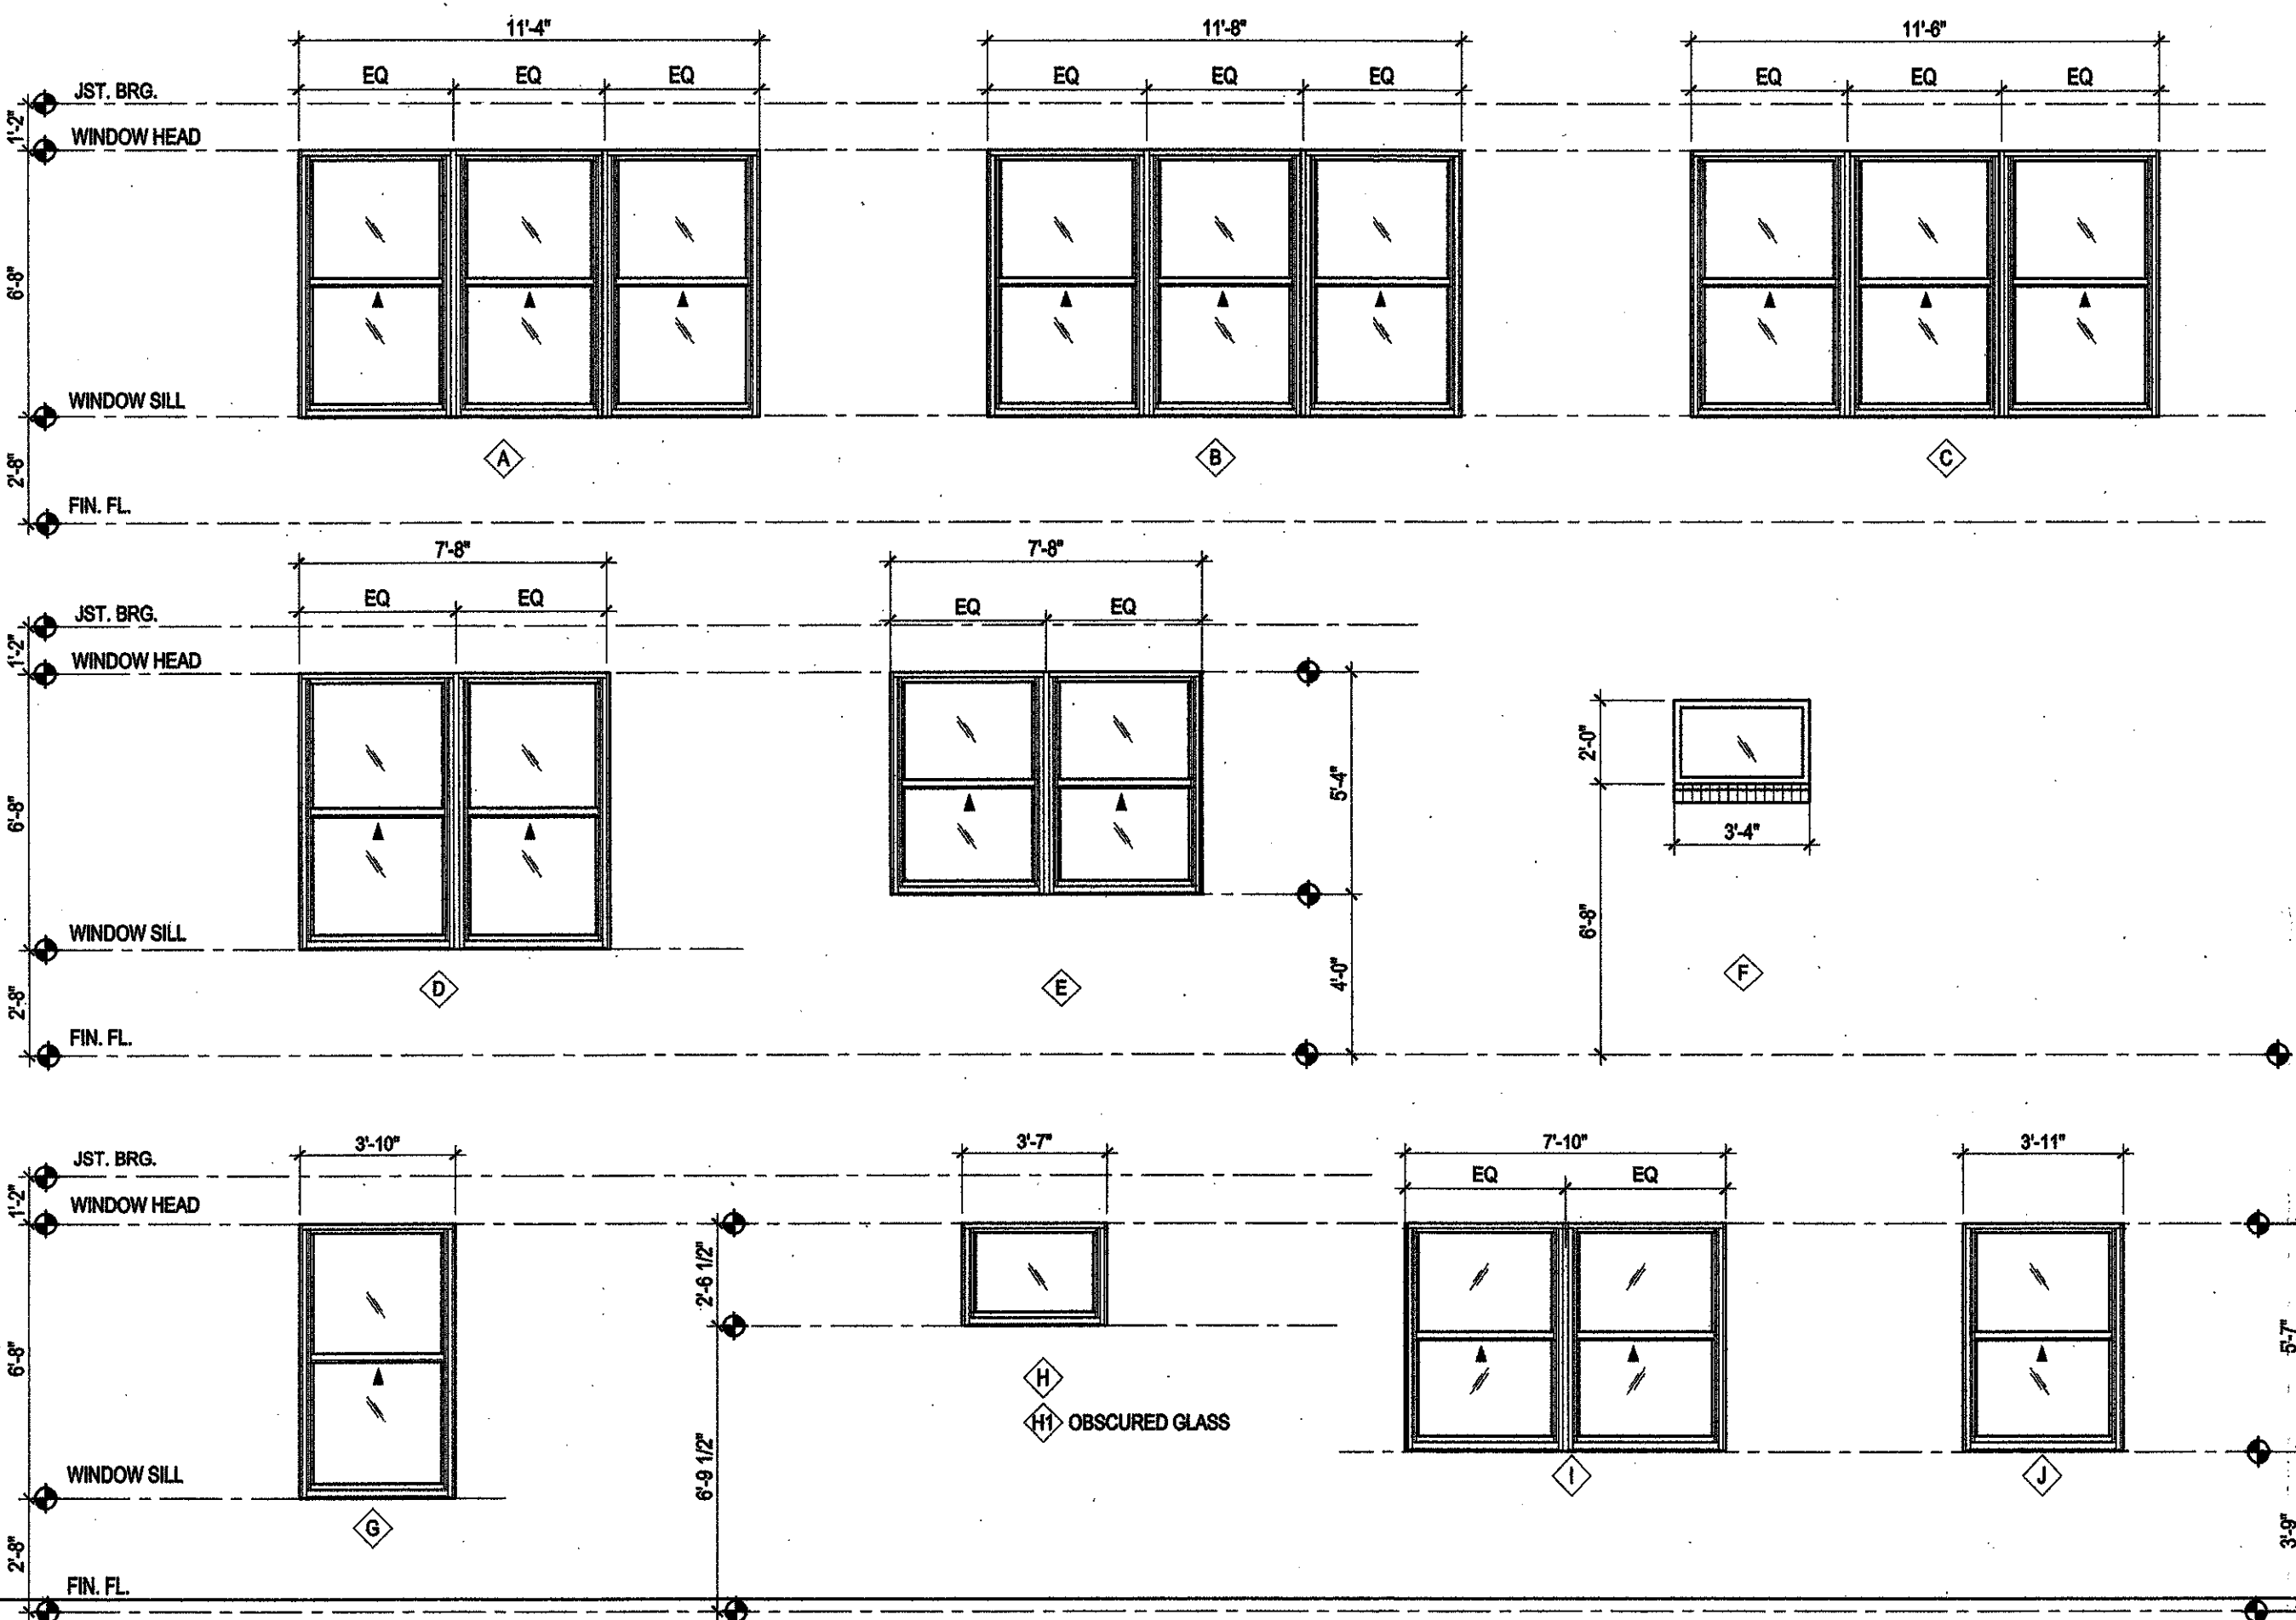 11'-4" 11'-8" 11'-6"
EQ EQ EQ EQ EQ EQ EQ EQ EQ
JST. BRG.
1'-2"
WINDOW HEAD
6'-8"
WINDOW SILL
A B C
2'-8"
FIN. FL.
7'-8" 7'-8"
EQ EQ EQ EQ
JST. BRG.
1'-2"
WINDOW HEAD
2'-0"
5'-4"
6'-8"
3'-4"
6'-8"
WINDOW SILL
D E F
4'-0"
2'-8"
FIN. FL.
3'-10" 3'-7" 7'-10" 3'-11"
JST. BRG.
EQ EQ
1'-2"
WINDOW HEAD
2'-6 1/2"
6'-8"
5'-7"
H
H1 OBSCURED GLASS
6'-9 1/2"
WINDOW SILL
I J
G
2'-8"
3'-9"
FIN. FL.